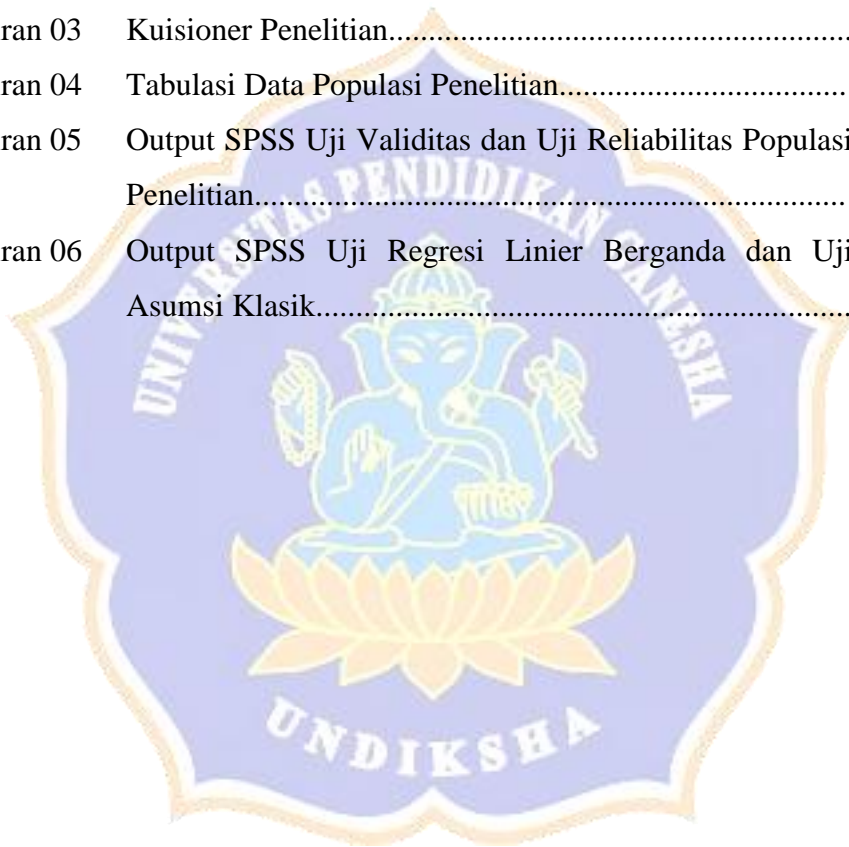 ran 03 Kuisioner Penelitian...............................................................
ran 04 Tabulasi Data Populasi Penelitian....................................
ran 05 Output SPSS Uji Validitas dan Uji Reliabilitas Populasi
Penelitian..........................................................................
ran 06 Output SPSS Uji Regresi Linier Berganda dan Uji
Asumsi Klasik...................................................................
UNIVERSITAS PENDIDIKAN GANESHA
UNDIKSHA